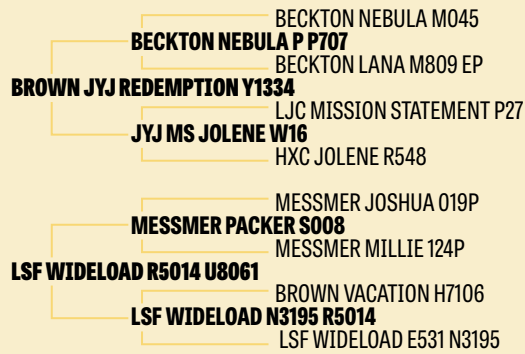 BECKTON NEBULA M045
BECKTON NEBULA P P707
BECKTON LANA M809 EP
BROWN JYJ REDEMPTION Y1334
LJC MISSION STATEMENT P27
JYJ MS JOLENE W16
HXC JOLENE R548
MESSMER JOSHUA 019P
MESSMER PACKER S008
MESSMER MILLIE 124P
LSF WIDELOAD R5014 U8061
BROWN VACATION H7106
LSF WIDELOAD N3195 R5014
LSF WIDELOAD E531 N3195